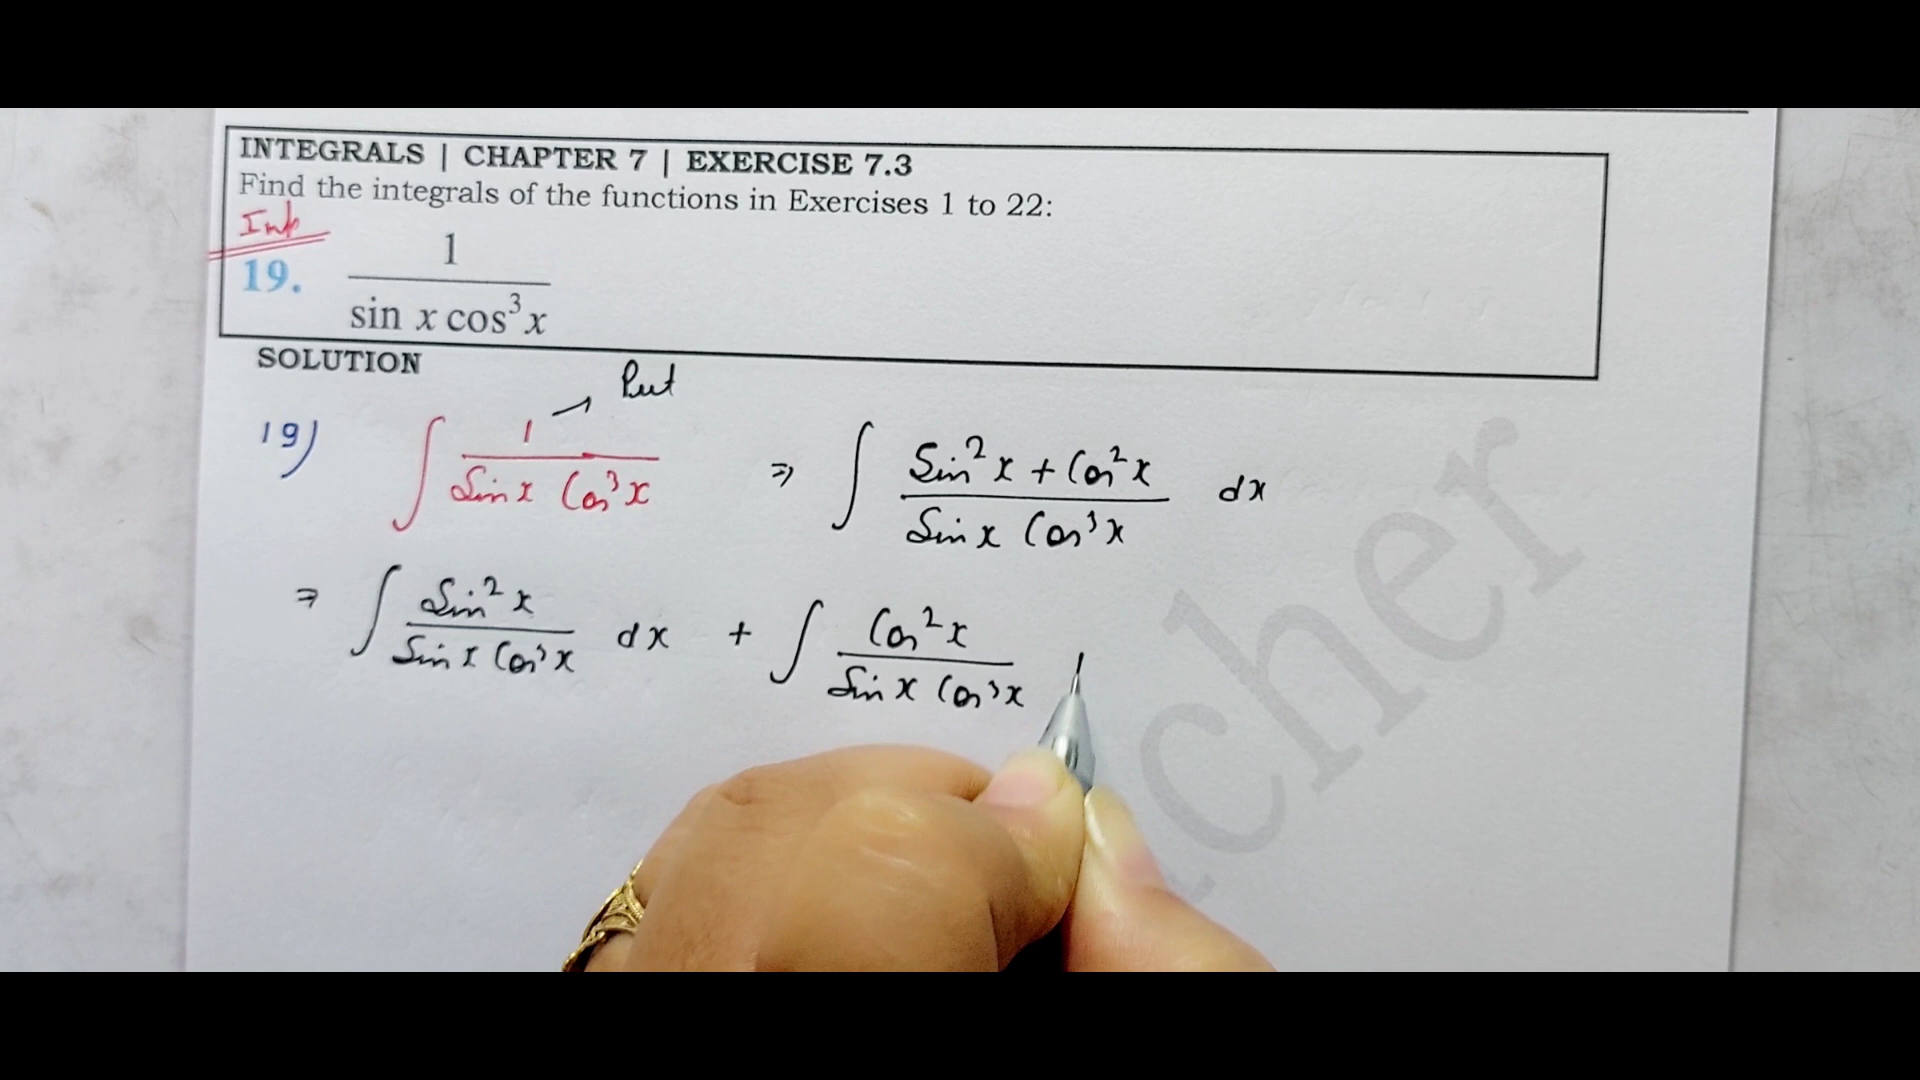 INTEGRALS | CHAPTER 7 | EXERCISE 7.3
Find the integrals of the functions in Exercises 1 to 22:
19. 1 / sin x cos³x
SOLUTION
Put
19) ∫ 1 / Sin x Cos³x ⇒ ∫ Sin²x + Cos²x / Sin x Cos³x dx
⇒ ∫ Sin²x / Sin x Cos³x dx + ∫ Cos²x / Sin x Cos³x
cher